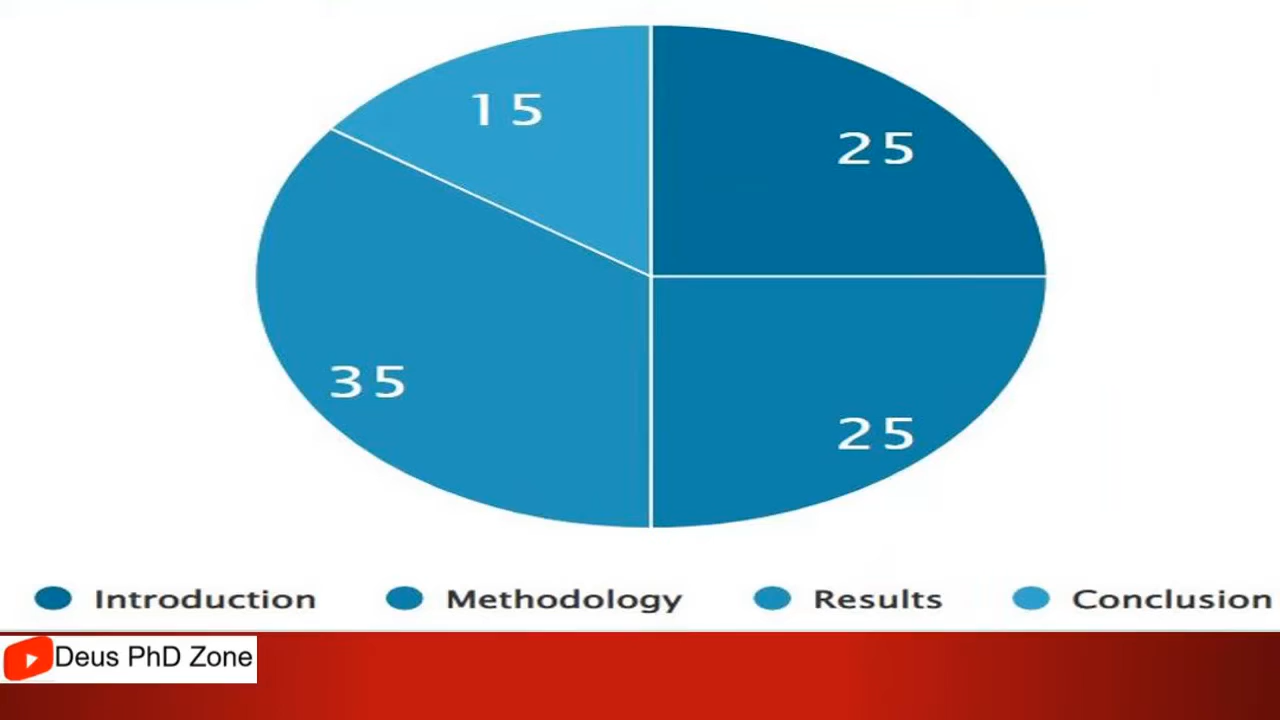 15
25
35
25
Introduction
Methodology
Results
Conclusion
Deus PhD Zone